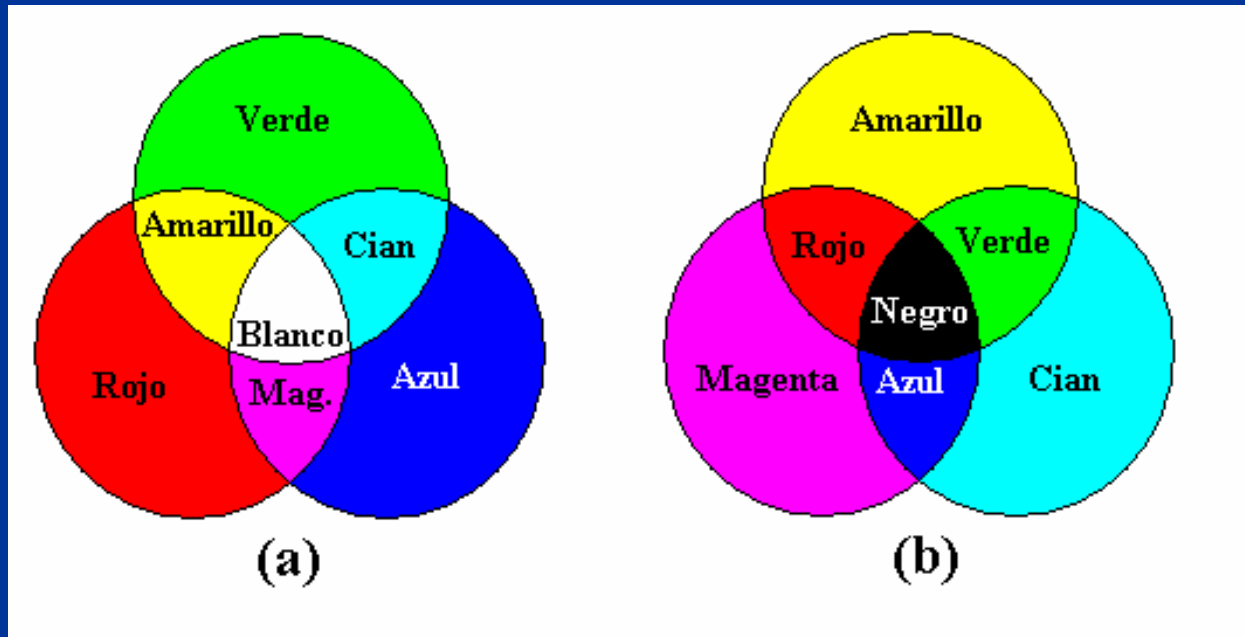 Verde
Amarillo
Cian
Blanco
Rojo
Mag.
Azul
(a)
Amarillo
Rojo
Verde
Negro
Magenta
Azul
Cian
(b)